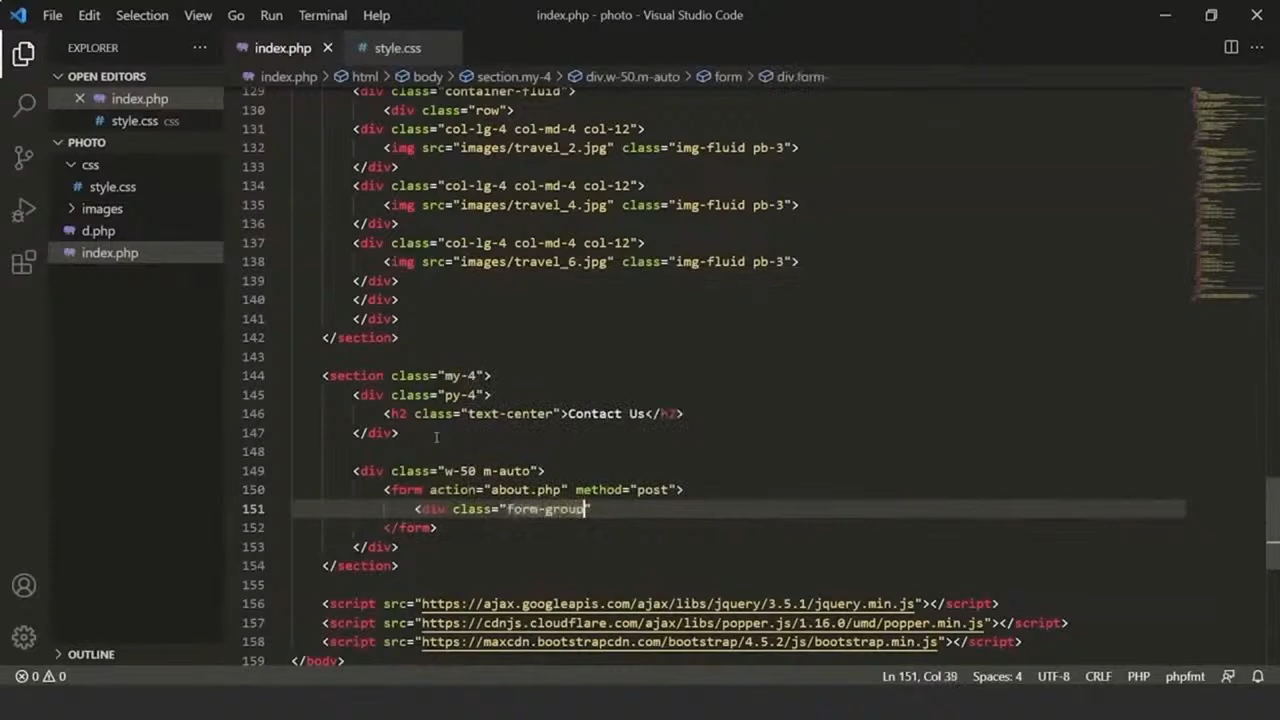 File Edit Selection View Go Run Terminal Help index.php - photo - Visual Studio Code
EXPLORER ··· index.php × # style.css
OPEN EDITORS
× index.php
# style.css css
PHOTO
css
# style.css
images
d.php
index.php
OUTLINE
index.php > html > body > section.my-4 > div.w-50.m-auto > form > div.form-
129 <div class="container-fluid">
130 <div class="row">
131 <div class="col-lg-4 col-md-4 col-12">
132 <img src="images/travel_2.jpg" class="img-fluid pb-3">
133 </div>
134 <div class="col-lg-4 col-md-4 col-12">
135 <img src="images/travel_4.jpg" class="img-fluid pb-3">
136 </div>
137 <div class="col-lg-4 col-md-4 col-12">
138 <img src="images/travel_6.jpg" class="img-fluid pb-3">
139 </div>
140 </div>
141 </div>
142 </section>
143
144 <section class="my-4">
145 <div class="py-4">
146 <h2 class="text-center">Contact Us</h2>
147 </div>
148
149 <div class="w-50 m-auto">
150 <form action="about.php" method="post">
151 <div class="form-group"
152 </form>
153 </div>
154 </section>
155
156 <script src="https://ajax.googleapis.com/ajax/libs/jquery/3.5.1/jquery.min.js"></script>
157 <script src="https://cdnjs.cloudflare.com/ajax/libs/popper.js/1.16.0/umd/popper.min.js"></script>
158 <script src="https://maxcdn.bootstrapcdn.com/bootstrap/4.5.2/js/bootstrap.min.js"></script>
159 </body>
0 0 Ln 151, Col 39 Spaces: 4 UTF-8 CRLF PHP phpfmt